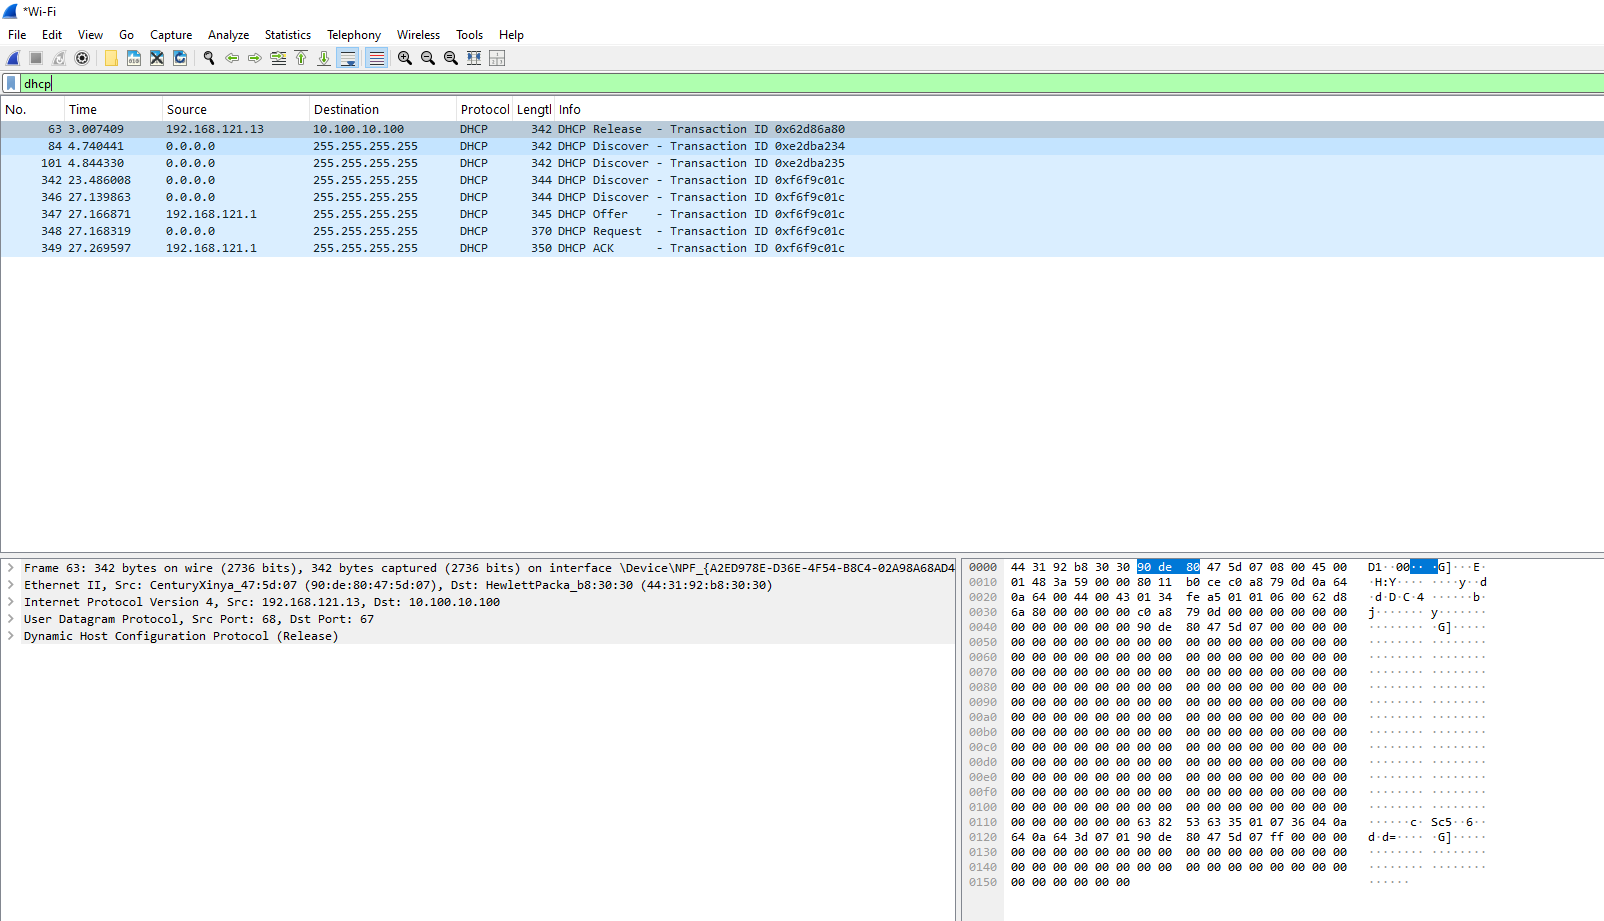 *Wi-Fi
File Edit View Go Capture Analyze Statistics Telephony Wireless Tools Help
dhcp
No. Time Source Destination Protocol Lengtl Info
63 3.007409 192.168.121.13 10.100.10.100 DHCP 342 DHCP Release - Transaction ID 0x62d86a80
84 4.740441 0.0.0.0 255.255.255.255 DHCP 342 DHCP Discover - Transaction ID 0xe2dba234
101 4.844330 0.0.0.0 255.255.255.255 DHCP 342 DHCP Discover - Transaction ID 0xe2dba235
342 23.486008 0.0.0.0 255.255.255.255 DHCP 344 DHCP Discover - Transaction ID 0xf6f9c01c
346 27.139863 0.0.0.0 255.255.255.255 DHCP 344 DHCP Discover - Transaction ID 0xf6f9c01c
347 27.166871 192.168.121.1 255.255.255.255 DHCP 345 DHCP Offer - Transaction ID 0xf6f9c01c
348 27.168319 0.0.0.0 255.255.255.255 DHCP 370 DHCP Request - Transaction ID 0xf6f9c01c
349 27.269597 192.168.121.1 255.255.255.255 DHCP 350 DHCP ACK - Transaction ID 0xf6f9c01c
Frame 63: 342 bytes on wire (2736 bits), 342 bytes captured (2736 bits) on interface \Device\NPF_{A2ED978E-D36E-4F54-B8C4-02A98A68AD4
Ethernet II, Src: CenturyXinya_47:5d:07 (90:de:80:47:5d:07), Dst: HewlettPacka_b8:30:30 (44:31:92:b8:30:30)
Internet Protocol Version 4, Src: 192.168.121.13, Dst: 10.100.10.100
User Datagram Protocol, Src Port: 68, Dst Port: 67
Dynamic Host Configuration Protocol (Release)
0000 44 31 92 b8 30 30 90 de 80 47 5d 07 08 00 45 00 D1··00·· ·G]···E·
0010 01 48 3a 59 00 00 80 11 b0 ce c0 a8 79 0d 0a 64 ·H:Y···· ····y··d
0020 0a 64 00 44 00 43 01 34 fe a5 01 01 06 00 62 d8 ·d·D·C·4 ······b·
0030 6a 80 00 00 00 00 c0 a8 79 0d 00 00 00 00 00 00 j······· y·······
0040 00 00 00 00 00 00 90 de 80 47 5d 07 00 00 00 00 ········ ·G]·····
0050 00 00 00 00 00 00 00 00 00 00 00 00 00 00 00 00 ········ ········
0060 00 00 00 00 00 00 00 00 00 00 00 00 00 00 00 00 ········ ········
0070 00 00 00 00 00 00 00 00 00 00 00 00 00 00 00 00 ········ ········
0080 00 00 00 00 00 00 00 00 00 00 00 00 00 00 00 00 ········ ········
0090 00 00 00 00 00 00 00 00 00 00 00 00 00 00 00 00 ········ ········
00a0 00 00 00 00 00 00 00 00 00 00 00 00 00 00 00 00 ········ ········
00b0 00 00 00 00 00 00 00 00 00 00 00 00 00 00 00 00 ········ ········
00c0 00 00 00 00 00 00 00 00 00 00 00 00 00 00 00 00 ········ ········
00d0 00 00 00 00 00 00 00 00 00 00 00 00 00 00 00 00 ········ ········
00e0 00 00 00 00 00 00 00 00 00 00 00 00 00 00 00 00 ········ ········
00f0 00 00 00 00 00 00 00 00 00 00 00 00 00 00 00 00 ········ ········
0100 00 00 00 00 00 00 00 00 00 00 00 00 00 00 00 00 ········ ········
0110 00 00 00 00 00 00 63 82 53 63 35 01 07 36 04 0a ······c· Sc5··6··
0120 64 0a 64 3d 07 01 90 de 80 47 5d 07 ff 00 00 00 d·d=···· ·G]·····
0130 00 00 00 00 00 00 00 00 00 00 00 00 00 00 00 00 ········ ········
0140 00 00 00 00 00 00 00 00 00 00 00 00 00 00 00 00 ········ ········
0150 00 00 00 00 00 00 ······